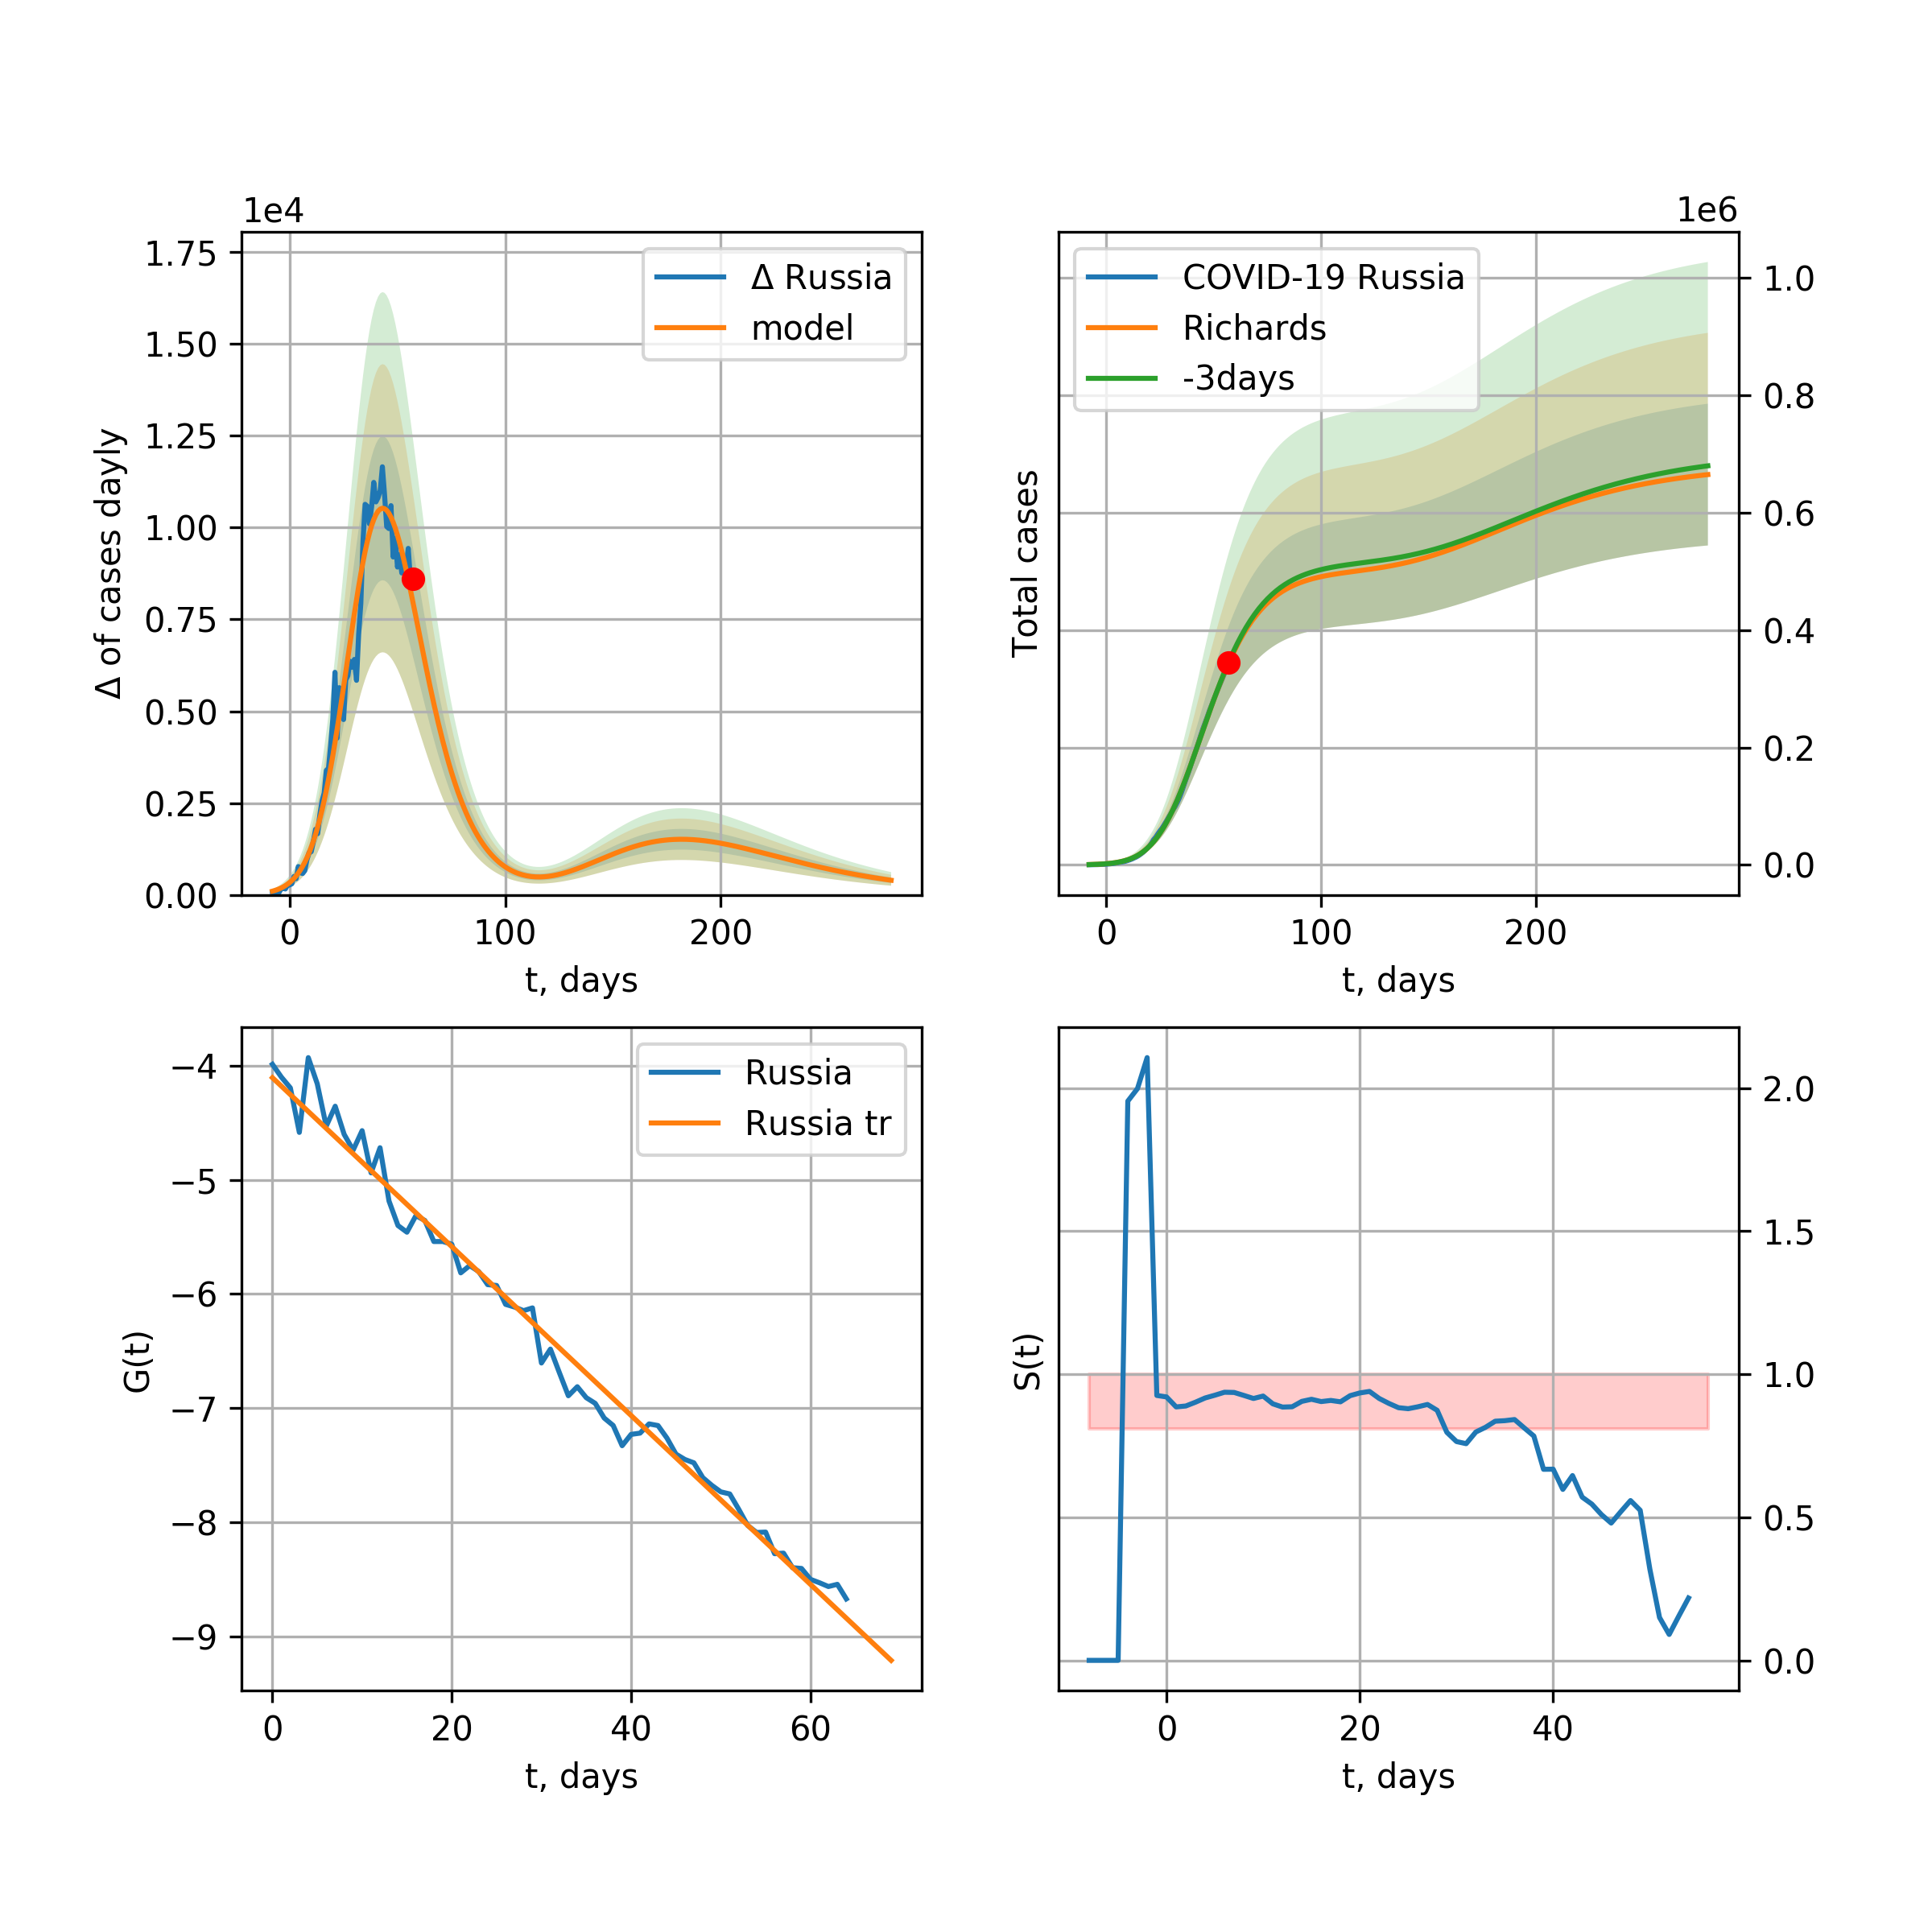 1e4
Δ of cases dayly
1.75
1.50
1.25
1.00
0.75
0.50
0.25
0.00
0 100 200
t, days
Δ Russia
model
1e6
Total cases
1.0
0.8
0.6
0.4
0.2
0.0
0 100 200
t, days
COVID-19 Russia
Richards
-3days
G(t)
−4
−5
−6
−7
−8
−9
0 20 40 60
t, days
Russia
Russia tr
S(t)
2.0
1.5
1.0
0.5
0.0
0 20 40
t, days